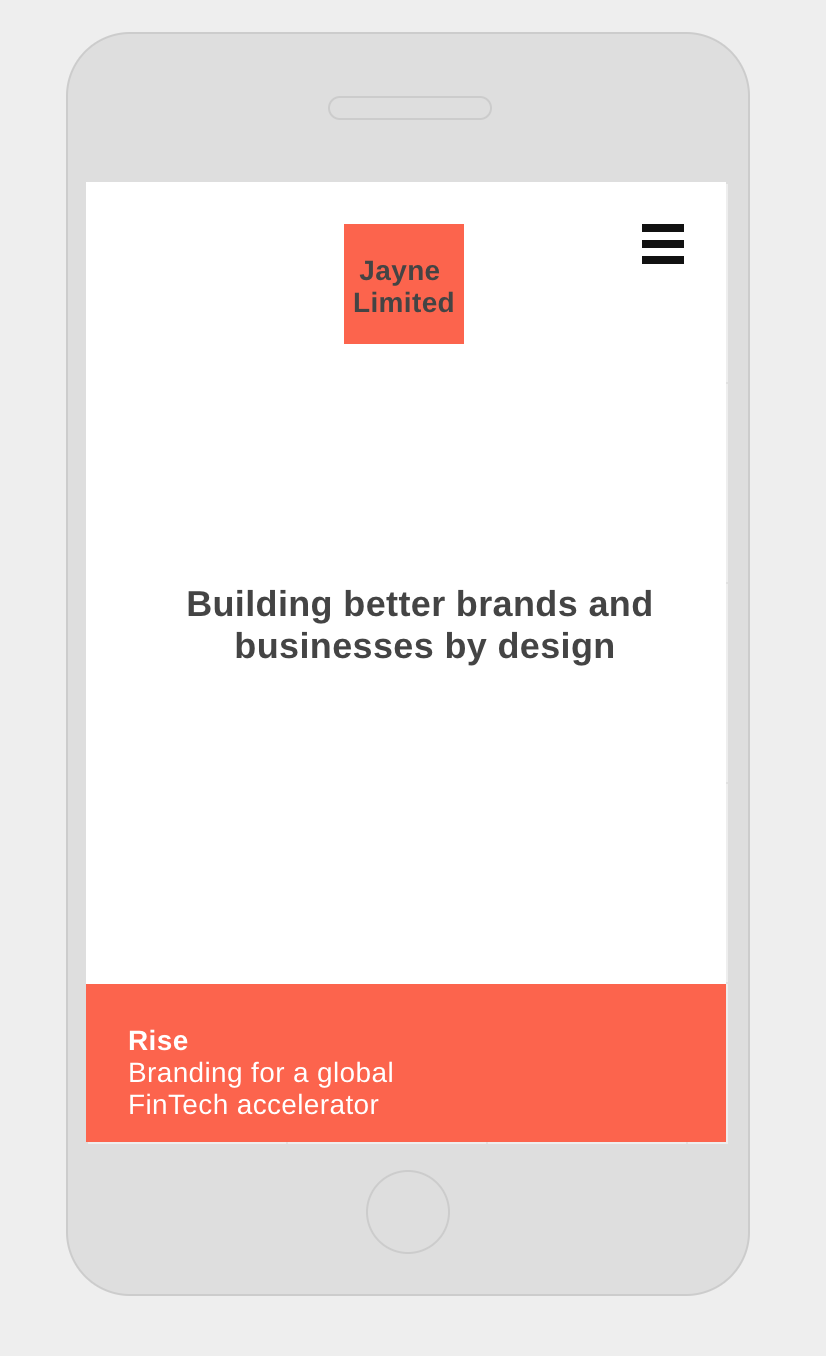 Jayne
Limited
Building better brands and
businesses by design
Rise
Branding for a global
FinTech accelerator